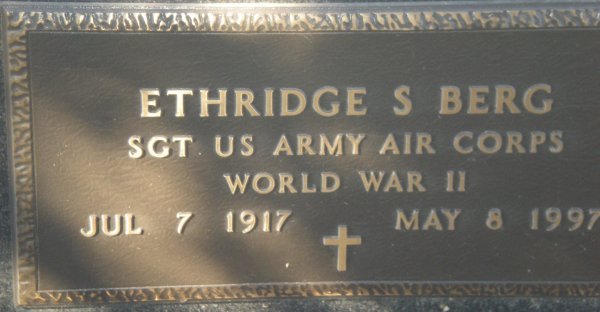 ETHRIDGE S BERG
SGT US ARMY AIR CORPS
WORLD WAR II
JUL 7 1917 MAY 8 1997